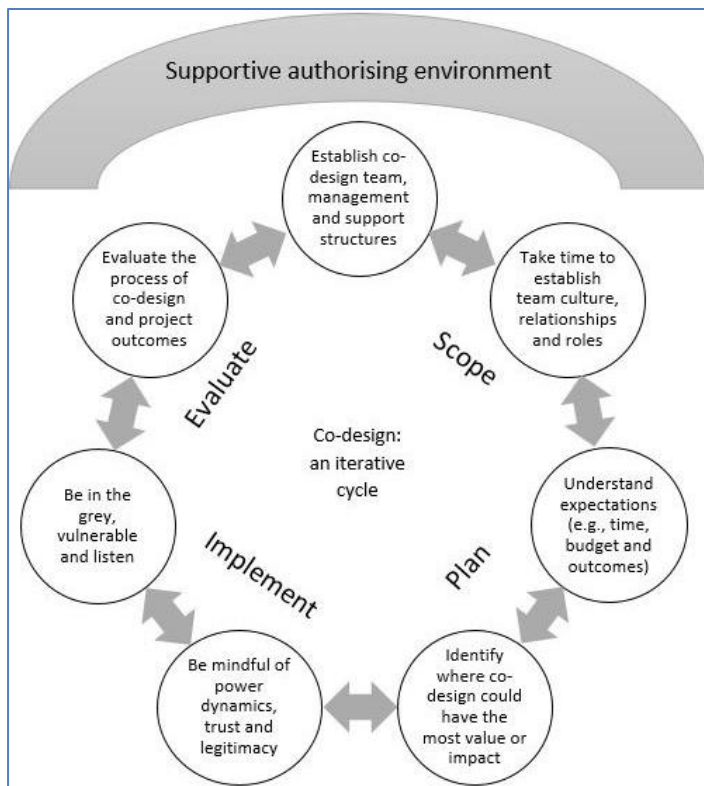 Supportive authorising environment
Establish co-
design team,
management
and support
structures
Take time to
establish
team culture,
relationships
and roles
Understand
expectations
(e.g., time,
budget and
outcomes)
Identify
where co-
design could
have the
most value or
impact
Be mindful of
power
dynamics,
trust and
legitimacy
Be in the
grey,
vulnerable
and listen
Evaluate the
process of
co-design
and project
outcomes
Scope
Plan
Implement
Evaluate
Co-design:
an iterative
cycle